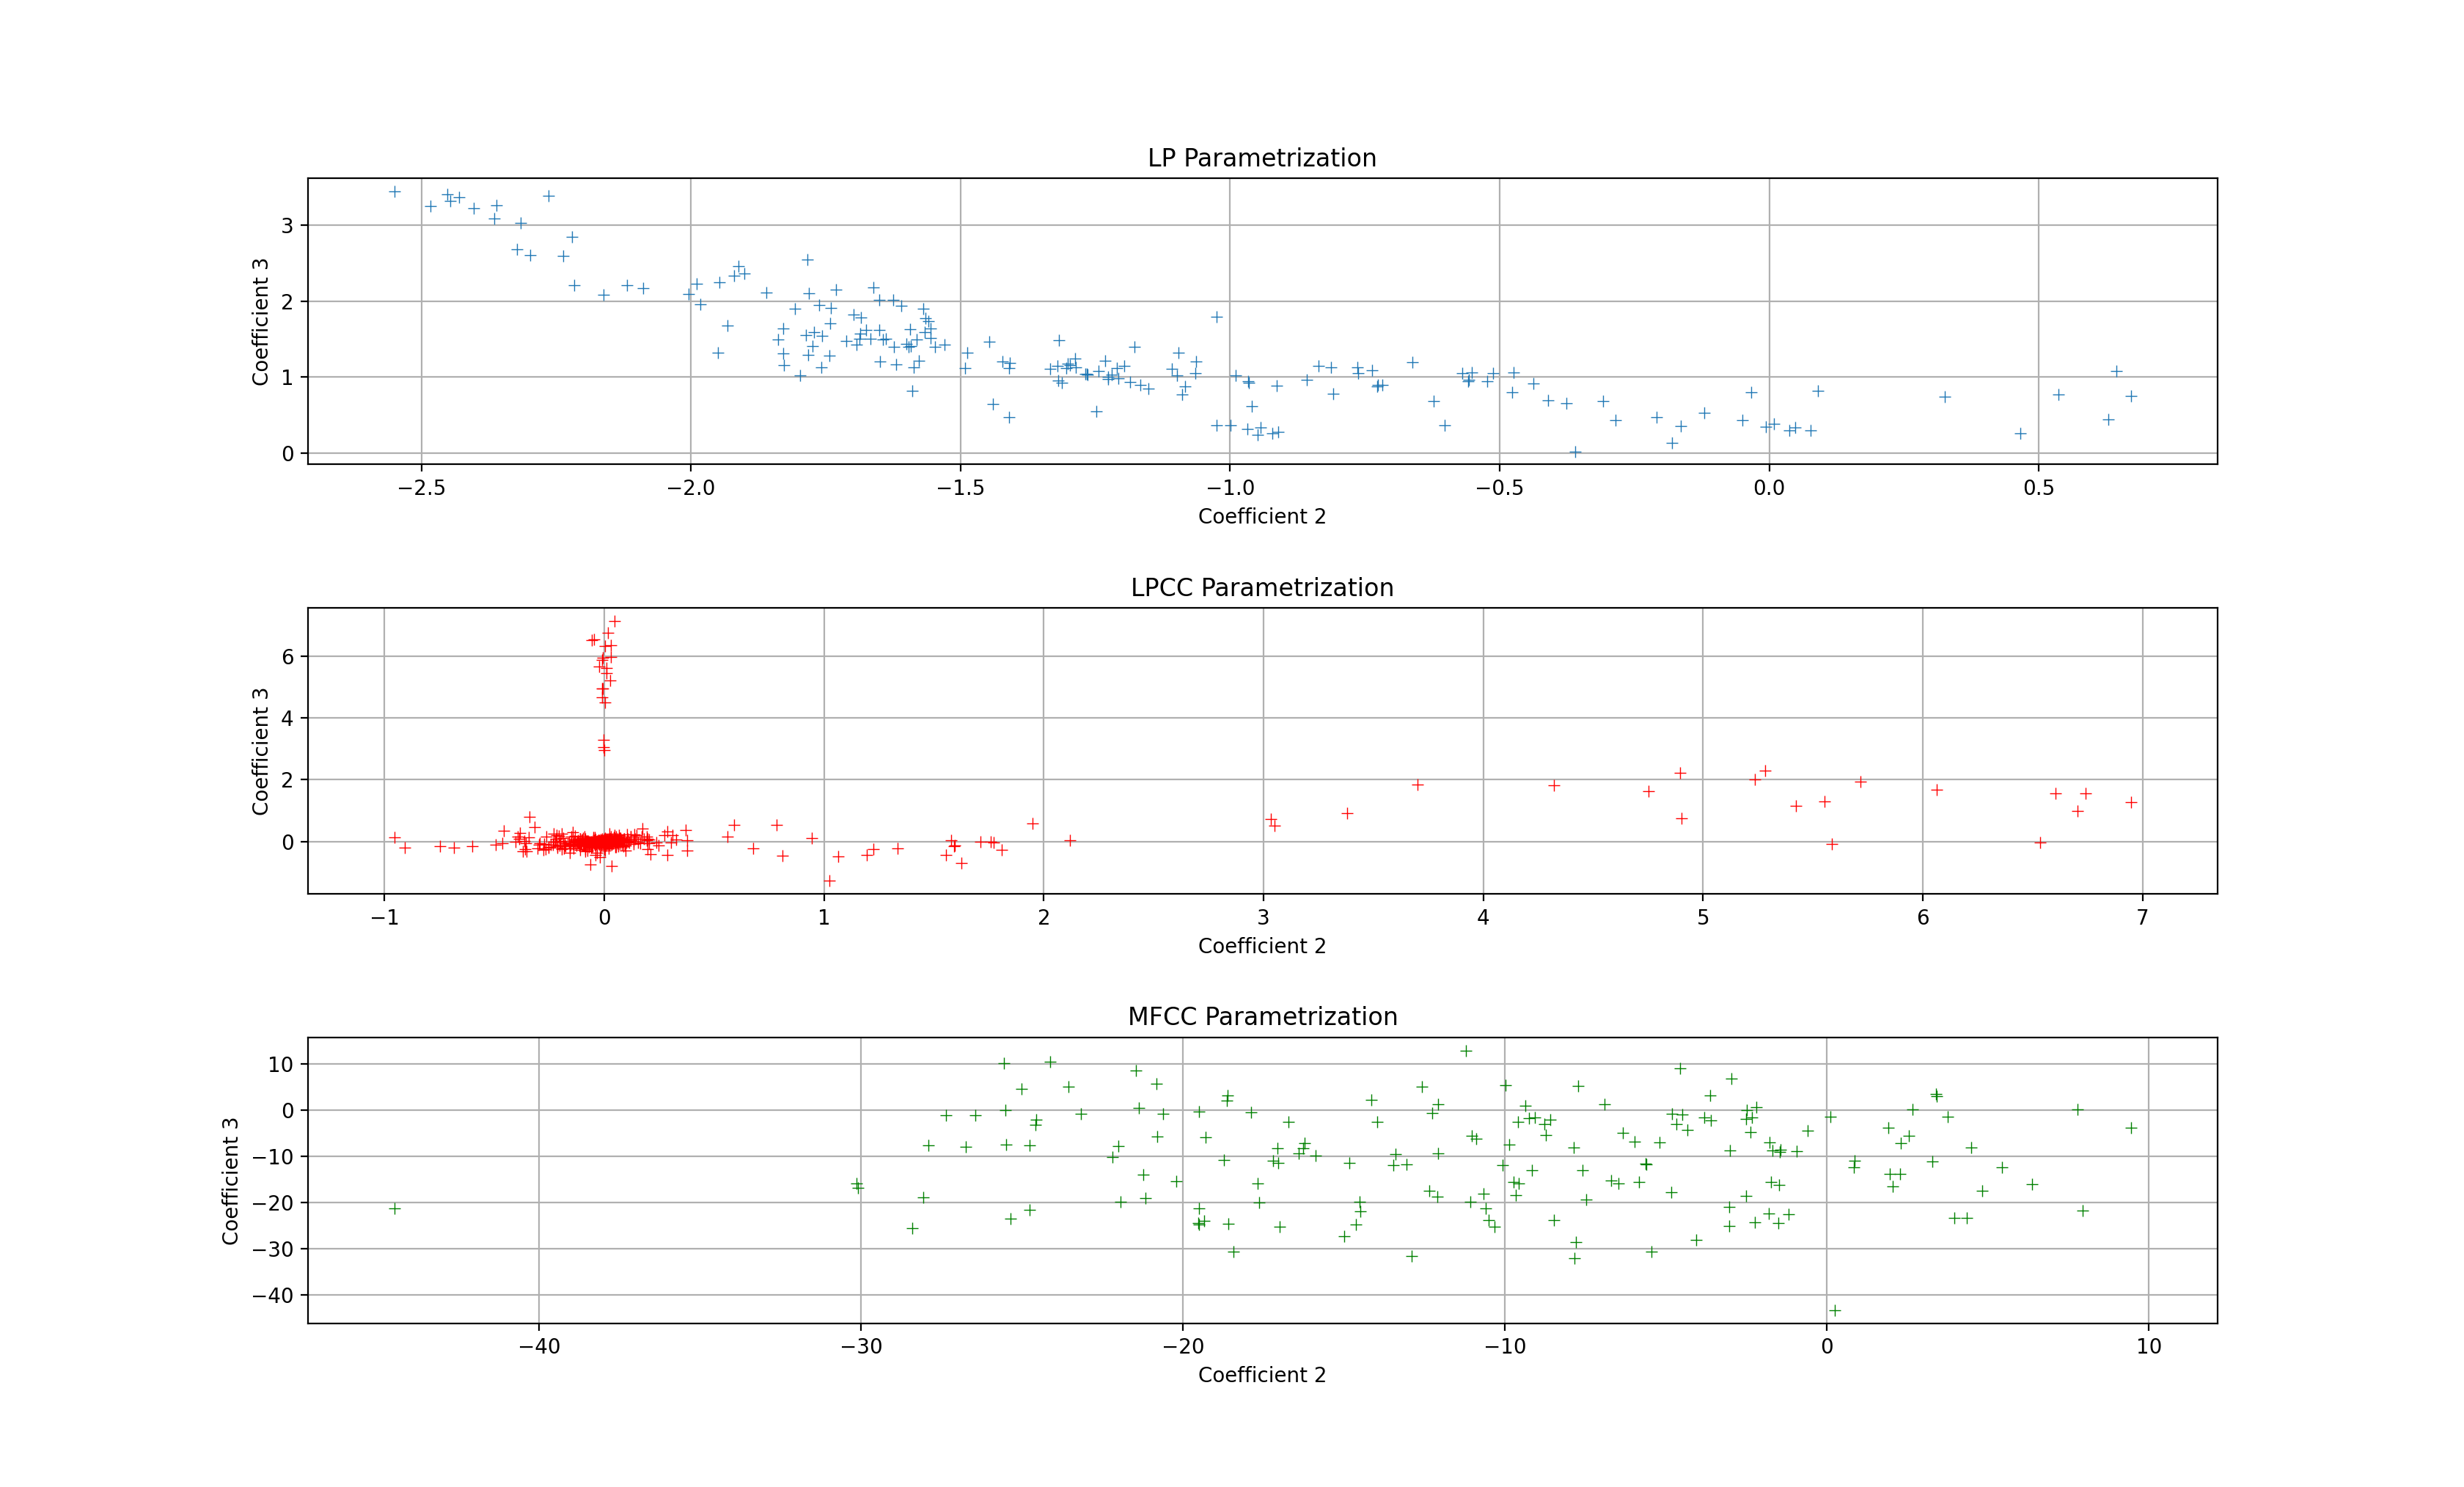 LP Parametrization
3
2
1
0
Coefficient 3
−2.5 −2.0 −1.5 −1.0 −0.5 0.0 0.5
Coefficient 2
LPCC Parametrization
6
4
2
0
Coefficient 3
−1 0 1 2 3 4 5 6 7
Coefficient 2
MFCC Parametrization
10
0
−10
−20
−30
−40
Coefficient 3
−40 −30 −20 −10 0 10
Coefficient 2